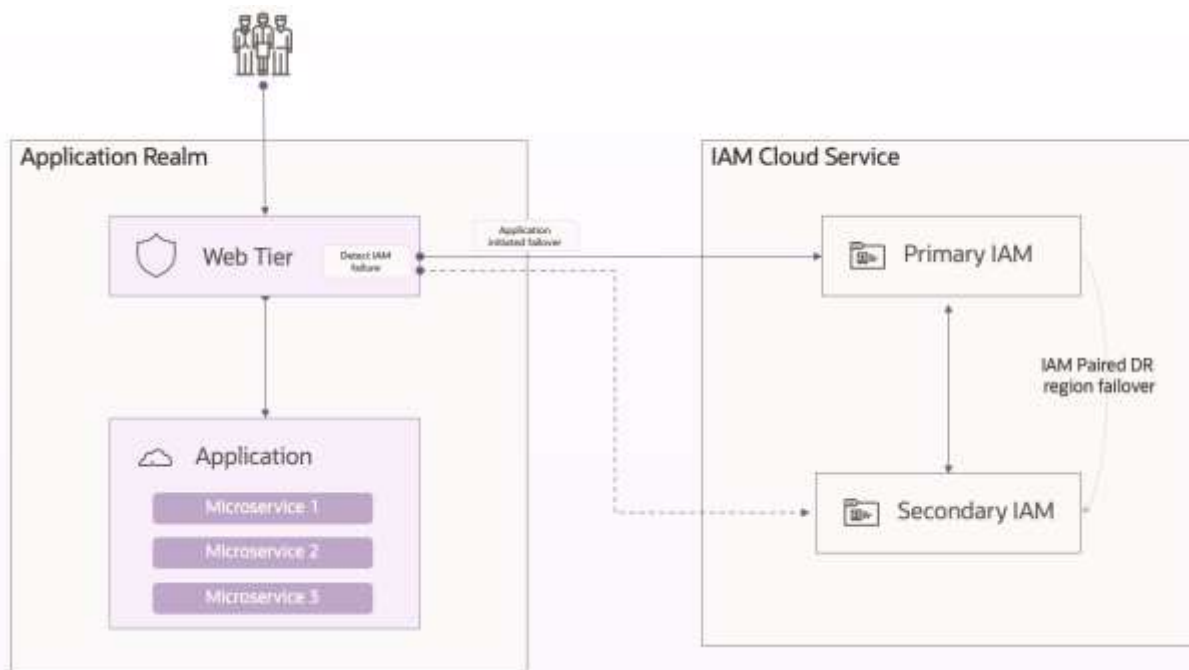 Application Realm
IAM Cloud Service
Application
initiated failover
Web Tier
Detect IAM
failure
Primary IAM
IAM Paired DR
region failover
Application
Microservice 1
Microservice 2
Microservice 3
Secondary IAM